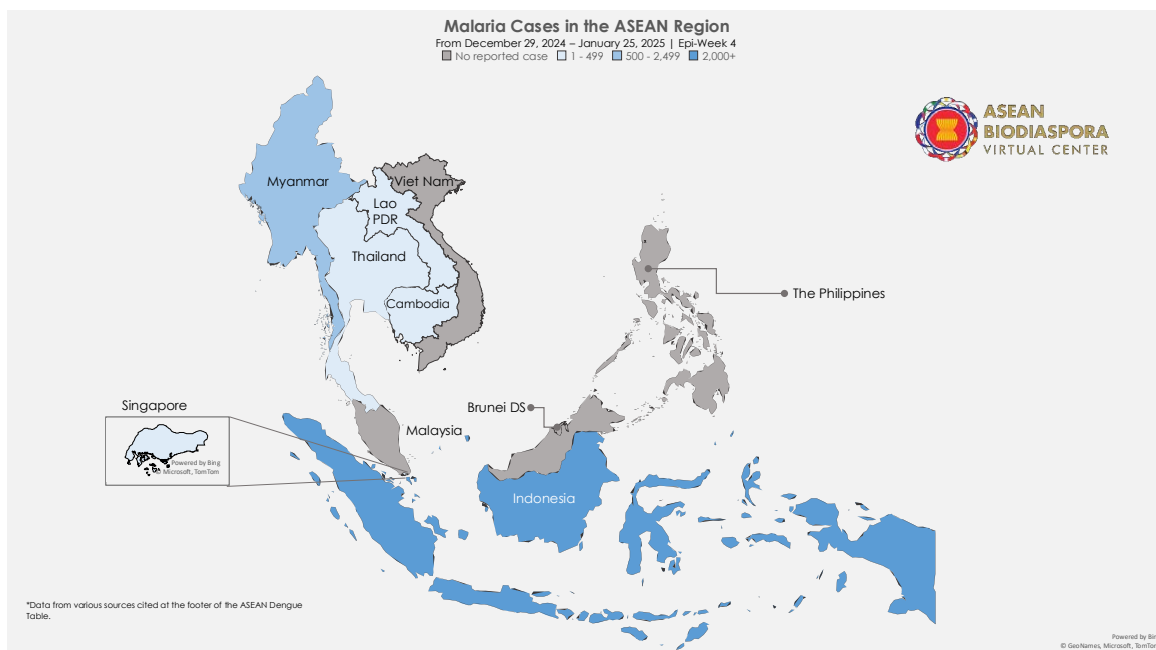 Malaria Cases in the ASEAN Region
From December 29, 2024 – January 25, 2025 | Epi-Week 4
No reported case 1 - 499 500 - 2,499 2,000+
ASEAN
BIODIASPORA
VIRTUAL CENTER
Myanmar
Viet Nam
Lao
PDR
Thailand
Cambodia
The Philippines
Singapore
Brunei DS
Malaysia
Powered by Bing
© Microsoft, TomTom
Indonesia
*Data from various sources cited at the footer of the ASEAN Dengue
Table.
Powered by Bin
© GeoNames, Microsoft, TomTom